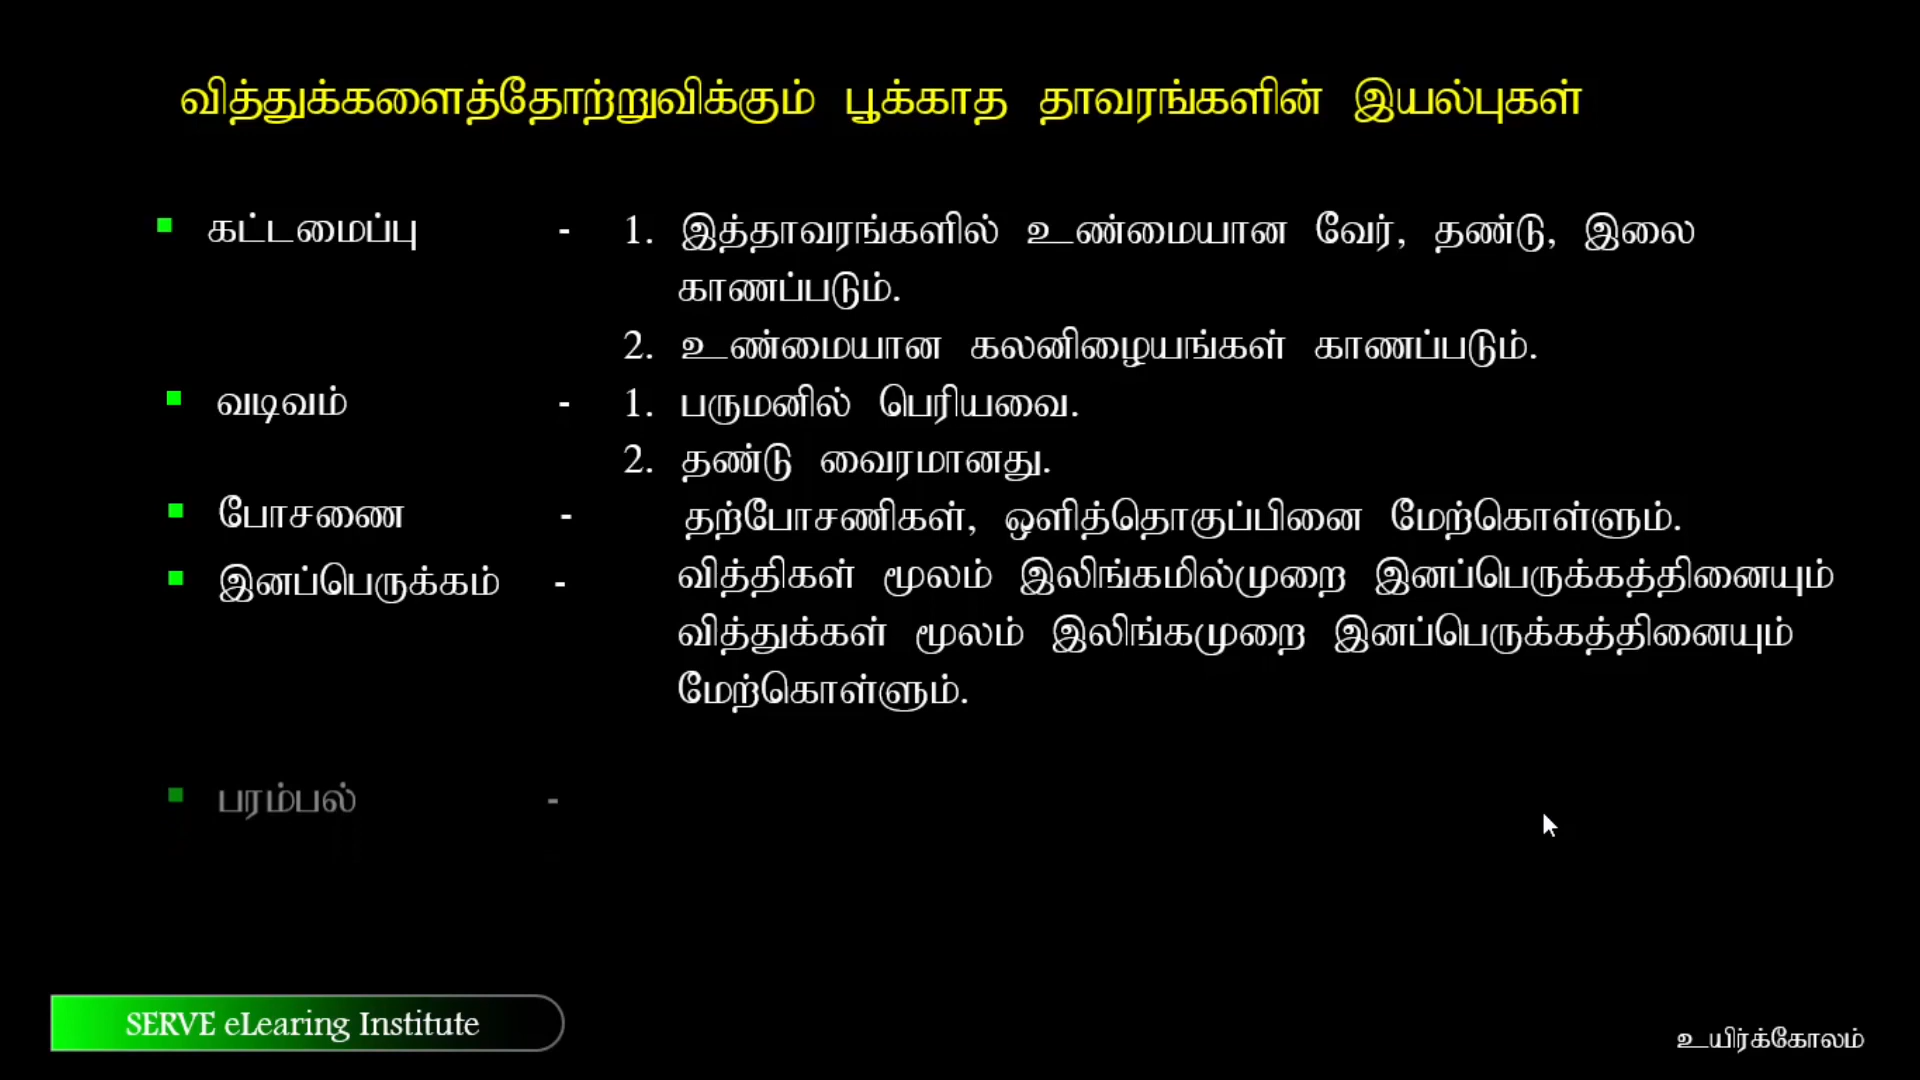 வித்துக்களைத்தோற்றுவிக்கும் பூக்காத தாவரங்களின் இயல்புகள்
▪ கட்டமைப்பு - 1. இத்தாவரங்களில் உண்மையான வேர், தண்டு, இலை
காணப்படும்.
2. உண்மையான கலனிழையங்கள் காணப்படும்.
▪ வடிவம் - 1. பருமனில் பெரியவை.
2. தண்டு வைரமானது.
▪ போசணை - தற்போசணிகள், ஒளித்தொகுப்பினை மேற்கொள்ளும்.
▪ இனப்பெருக்கம் - வித்திகள் மூலம் இலிங்கமில்முறை இனப்பெருக்கத்தினையும்
வித்துக்கள் மூலம் இலிங்கமுறை இனப்பெருக்கத்தினையும்
மேற்கொள்ளும்.
▪ பரம்பல் -
SERVE eLearing Institute
உயிர்க்கோலம்